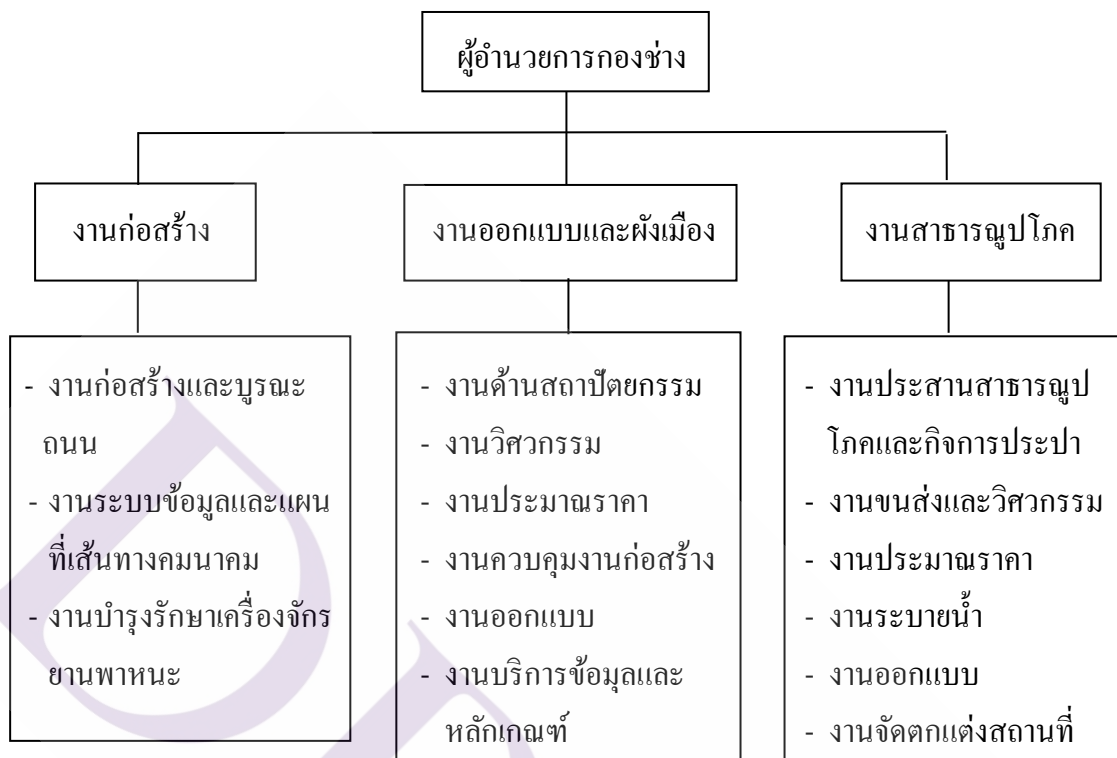 ผู้อำนวยการกองช่าง
งานก่อสร้าง
งานออกแบบและผังเมือง
งานสาธารณูปโภค
- งานก่อสร้างและบูรณะ
ถนน
- งานระบบข้อมูลและแผน
ที่เส้นทางคมนาคม
- งานบำรุงรักษาเครื่องจักร
ยานพาหนะ
- งานด้านสถาปัตยกรรม
- งานวิศวกรรม
- งานประมาณราคา
- งานควบคุมงานก่อสร้าง
- งานออกแบบ
- งานบริการข้อมูลและ
หลักเกณฑ์
- งานประสานสาธารณูป
โภคและกิจการประปา
- งานขนส่งและวิศวกรรม
- งานประมาณราคา
- งานระบายน้ำ
- งานออกแบบ
- งานจัดตกแต่งสถานที่